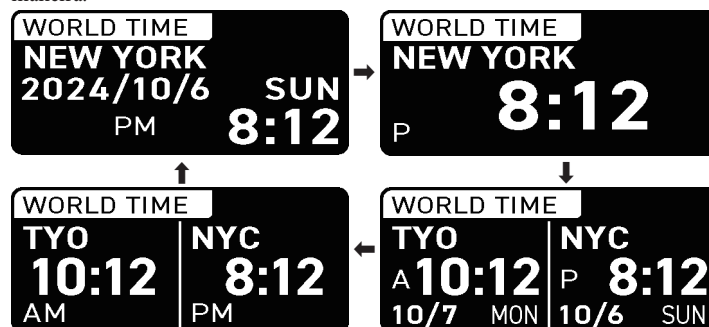 maneira.
WORLD TIME
NEW YORK
2024/10/6 SUN
PM 8:12
WORLD TIME
NEW YORK
P 8:12
WORLD TIME
TYO NYC
10:12 8:12
AM PM
WORLD TIME
TYO NYC
A 10:12 P 8:12
10/7 MON 10/6 SUN